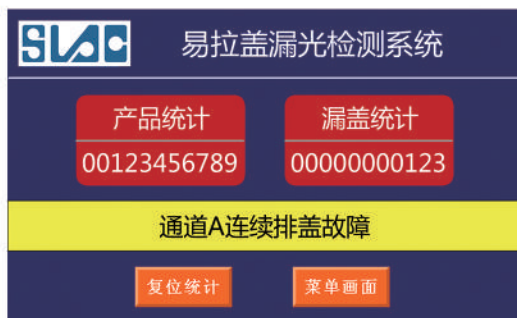 SLAC
易拉盖漏光检测系统
产品统计
00123456789
漏盖统计
00000000123
通道A连续排盖故障
复位统计
菜单画面